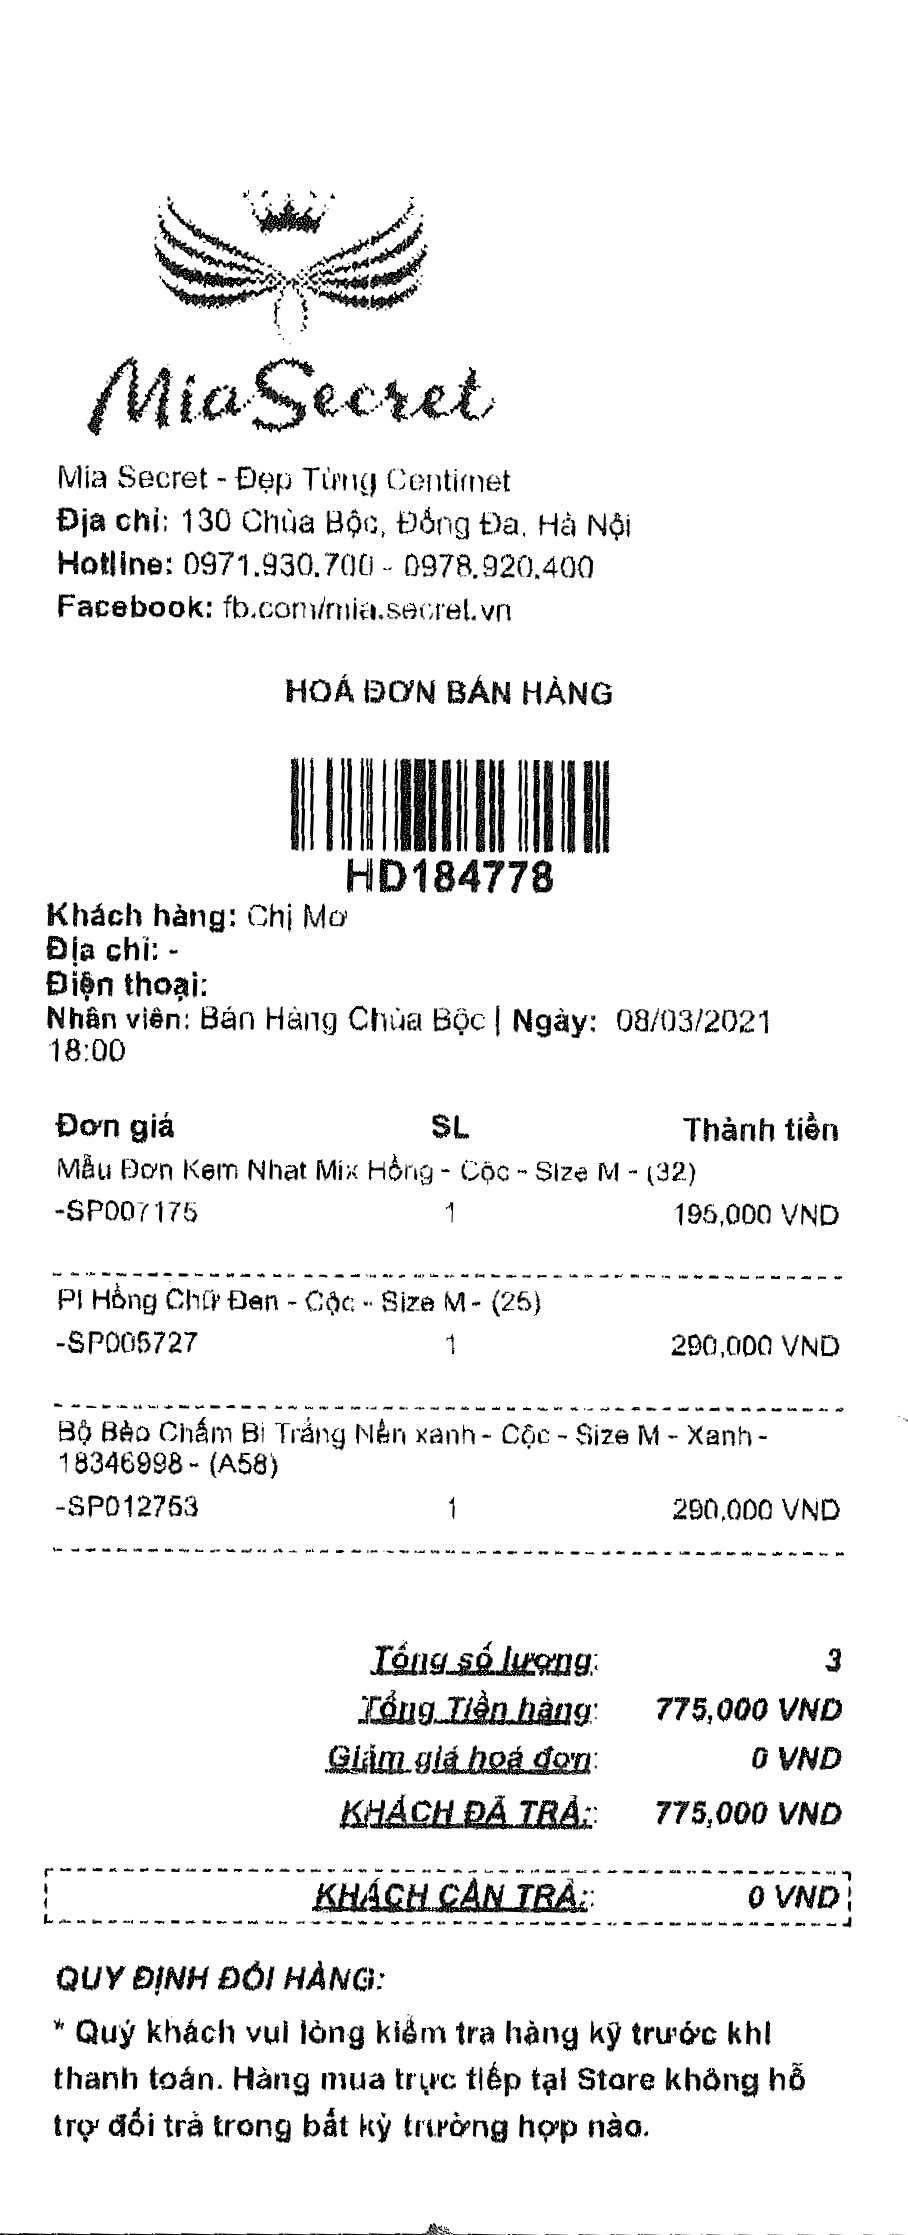 MiaSecret
Mia Secret - Đẹp Từng Centimet
Địa chỉ: 130 Chùa Bộc, Đống Đa, Hà Nội
Hotline: 0971.930.700 - 0978.920.400
Facebook: fb.com/mia.secret.vn
HOÁ ĐƠN BÁN HÀNG
HD184778
Khách hàng: Chị Mơ
Địa chỉ: -
Điện thoại:
Nhân viên: Bán Hàng Chùa Bộc | Ngày: 08/03/2021
18:00
Đơn giá SL Thành tiền
Mẫu Đơn Kem Nhat Mix Hồng - Cộc - Size M - (32)
-SP007175 1 195,000 VND
PI Hồng Chữ Đen - Cộc - Size M - (25)
-SP005727 1 290,000 VND
Bộ Bèo Chấm Bi Trắng Nền xanh - Cộc - Size M - Xanh -
18346998 - (A58)
-SP012753 1 290,000 VND
Tổng số lượng: 3
Tổng Tiền hàng: 775,000 VND
Giảm giá hoá đơn: 0 VND
KHÁCH ĐÃ TRẢ:: 775,000 VND
KHÁCH CẦN TRẢ:: 0 VND
QUY ĐỊNH ĐỔI HÀNG:
* Quý khách vui lòng kiểm tra hàng kỹ trước khi
thanh toán. Hàng mua trực tiếp tại Store không hỗ
trợ đổi trả trong bất kỳ trường hợp nào.